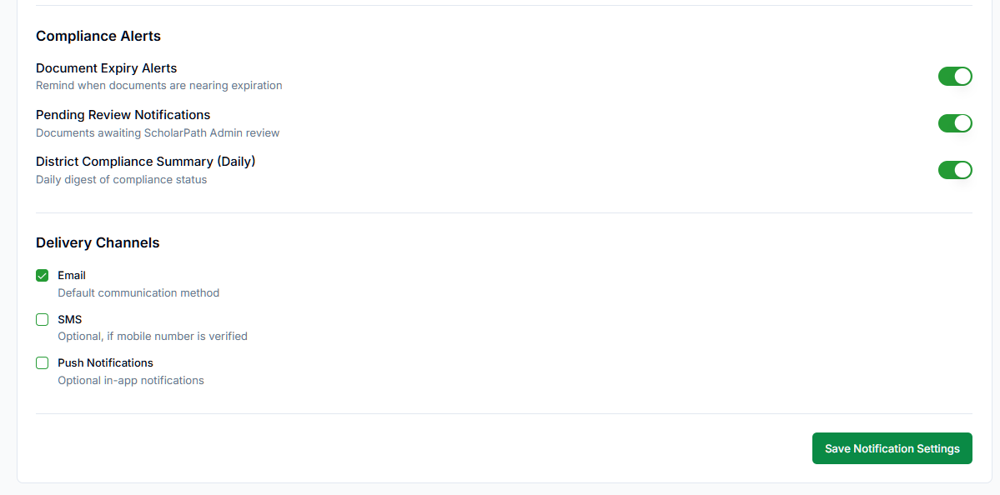 Compliance Alerts
Document Expiry Alerts
Remind when documents are nearing expiration
Pending Review Notifications
Documents awaiting ScholarPath Admin review
District Compliance Summary (Daily)
Daily digest of compliance status
Delivery Channels
Email
Default communication method
SMS
Optional, if mobile number is verified
Push Notifications
Optional in-app notifications
Save Notification Settings